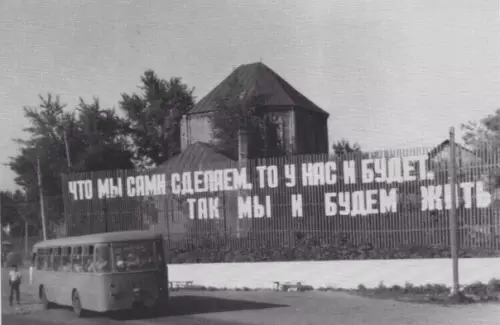 ЧТО МЫ САМИ СДЕЛАЕМ, ТО У НАС И БУДЕТ.
ТАК МЫ И БУДЕМ ЖИТЬ